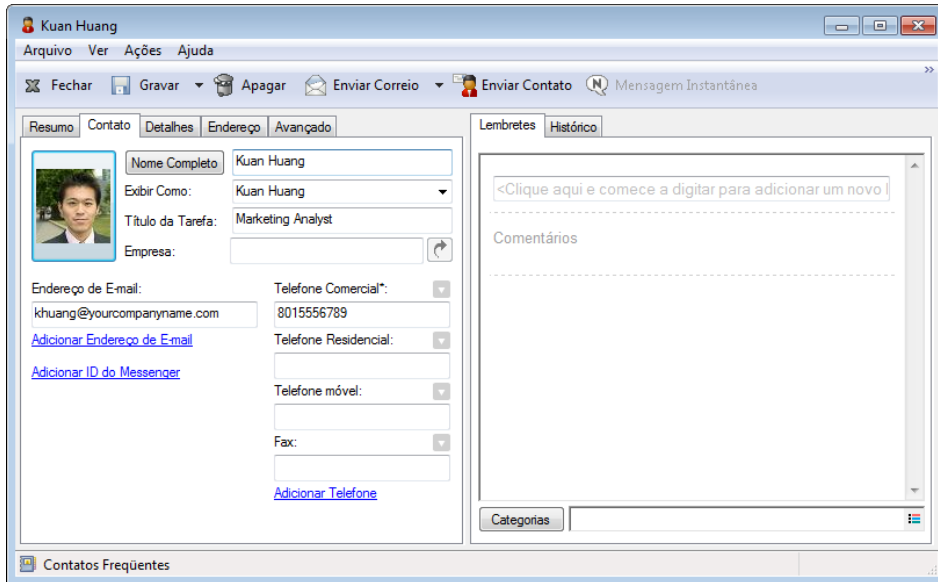 Kuan Huang
Arquivo Ver Ações Ajuda
Fechar Gravar Apagar Enviar Correio Enviar Contato Mensagem Instantânea
Resumo Contato Detalhes Endereço Avançado
Lembretes Histórico
Nome Completo Kuan Huang
Exibir Como: Kuan Huang
Título da Tarefa: Marketing Analyst
Empresa:
Endereço de E-mail:
khuang@yourcompanyname.com
Adicionar Endereço de E-mail
Adicionar ID do Messenger
Telefone Comercial*:
8015556789
Telefone Residencial:
Telefone móvel:
Fax:
Adicionar Telefone
<Clique aqui e comece a digitar para adicionar um novo
Comentários
Categorias
Contatos Freqüentes